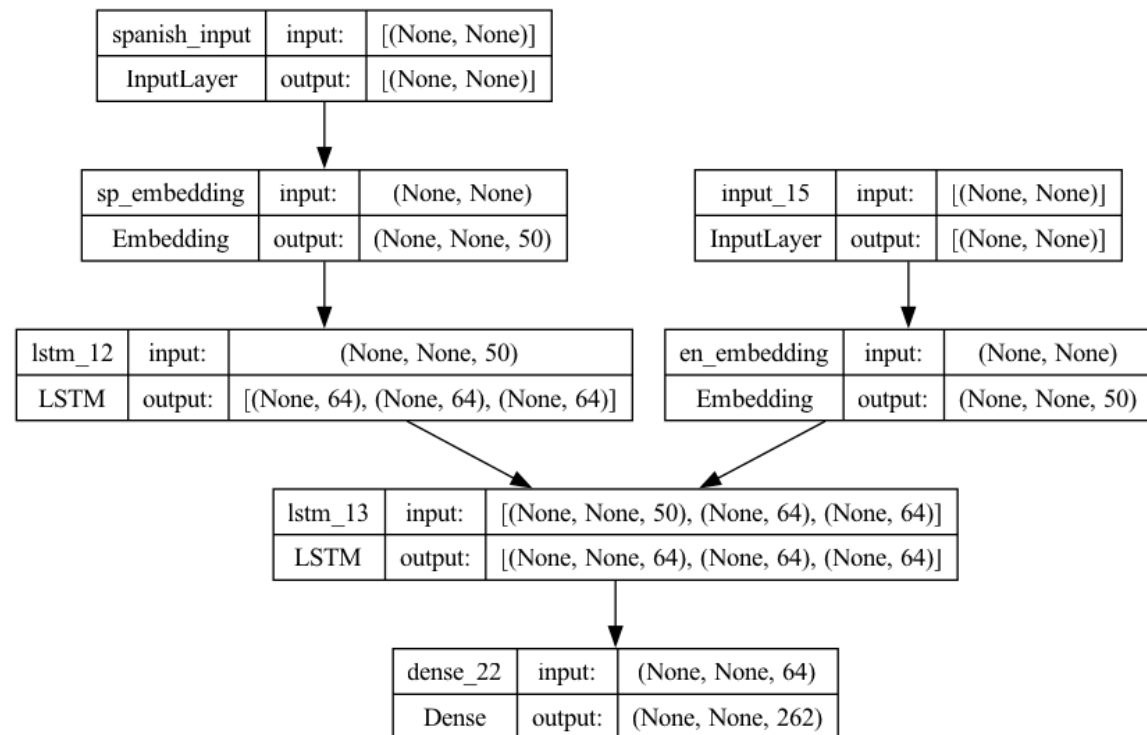 spanish_input input: [(None, None)]
InputLayer output: [(None, None)]
sp_embedding input: (None, None)
Embedding output: (None, None, 50)
input_15 input: [(None, None)]
InputLayer output: [(None, None)]
lstm_12 input: (None, None, 50)
LSTM output: [(None, 64), (None, 64), (None, 64)]
en_embedding input: (None, None)
Embedding output: (None, None, 50)
lstm_13 input: [(None, None, 50), (None, 64), (None, 64)]
LSTM output: [(None, None, 64), (None, 64), (None, 64)]
dense_22 input: (None, None, 64)
Dense output: (None, None, 262)